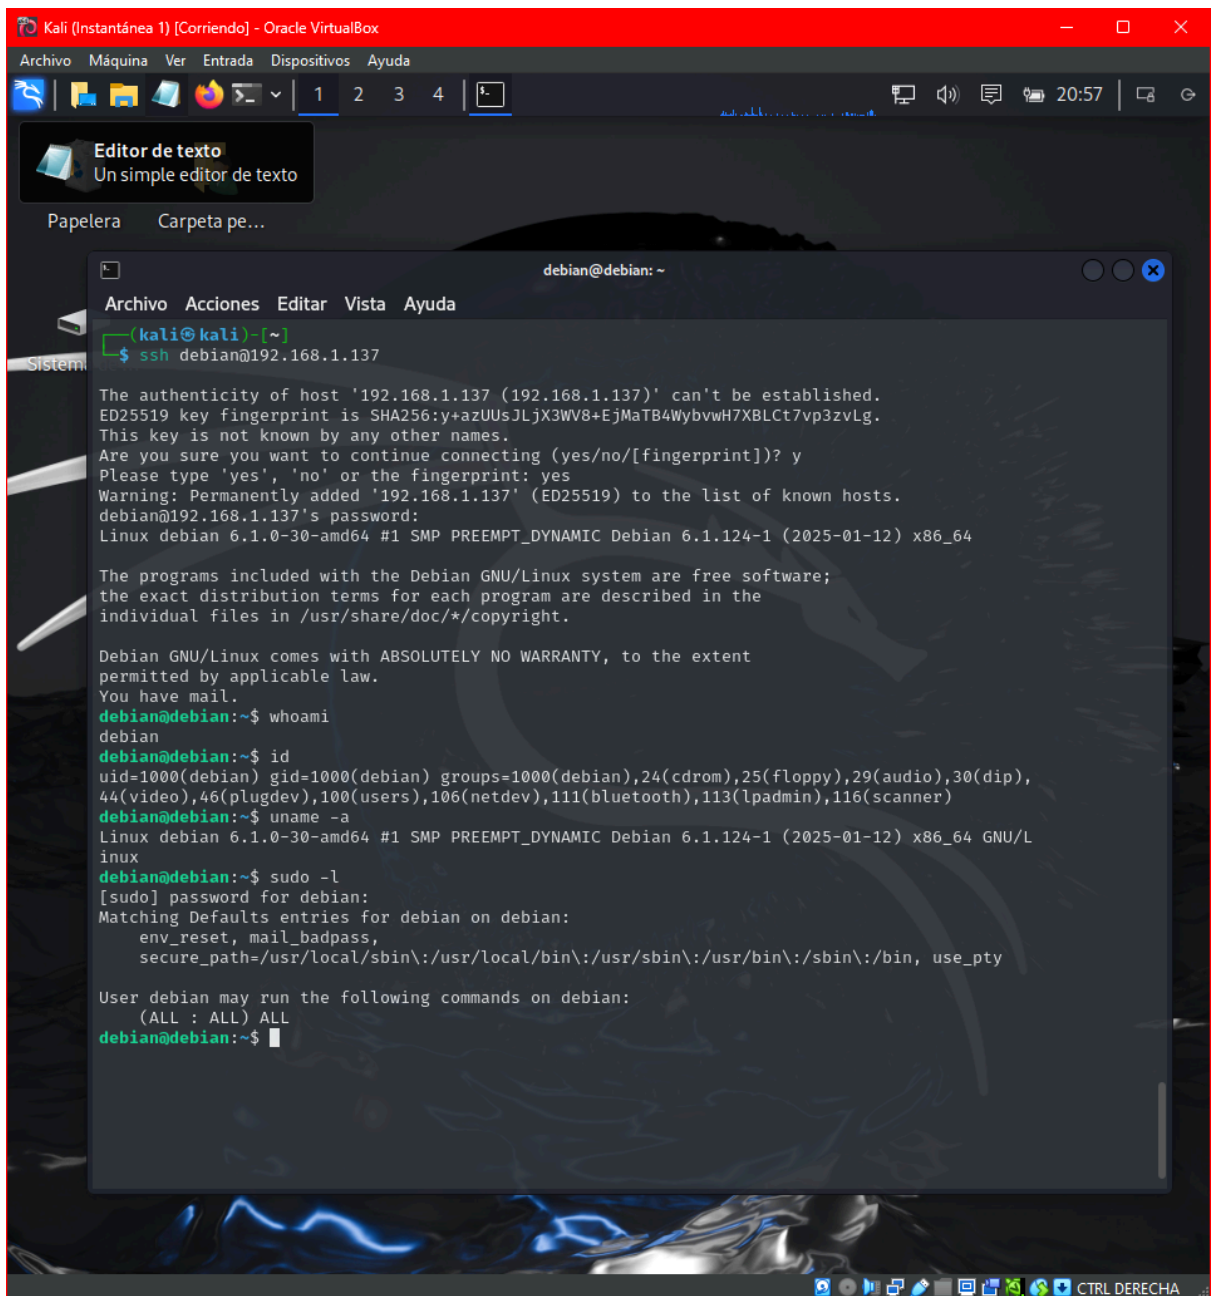 Kali (Instantánea 1) [Corriendo] - Oracle VirtualBox
Archivo Máquina Ver Entrada Dispositivos Ayuda
1 2 3 4 20:57
Editor de texto
Un simple editor de texto
Papelera Carpeta pe...
debian@debian: ~
Archivo Acciones Editar Vista Ayuda
(kali㉿kali)-[~]
$ ssh debian@192.168.1.137
Sistema
The authenticity of host '192.168.1.137 (192.168.1.137)' can't be established.
ED25519 key fingerprint is SHA256:y+azUUsJLjX3WV8+EjMaTB4WybvwH7XBLCt7vp3zvLg.
This key is not known by any other names.
Are you sure you want to continue connecting (yes/no/[fingerprint])? y
Please type 'yes', 'no' or the fingerprint: yes
Warning: Permanently added '192.168.1.137' (ED25519) to the list of known hosts.
debian@192.168.1.137's password:
Linux debian 6.1.0-30-amd64 #1 SMP PREEMPT_DYNAMIC Debian 6.1.124-1 (2025-01-12) x86_64
The programs included with the Debian GNU/Linux system are free software;
the exact distribution terms for each program are described in the
individual files in /usr/share/doc/*/copyright.
Debian GNU/Linux comes with ABSOLUTELY NO WARRANTY, to the extent
permitted by applicable law.
You have mail.
debian@debian:~$ whoami
debian
debian@debian:~$ id
uid=1000(debian) gid=1000(debian) groups=1000(debian),24(cdrom),25(floppy),29(audio),30(dip),
44(video),46(plugdev),100(users),106(netdev),111(bluetooth),113(lpadmin),116(scanner)
debian@debian:~$ uname -a
Linux debian 6.1.0-30-amd64 #1 SMP PREEMPT_DYNAMIC Debian 6.1.124-1 (2025-01-12) x86_64 GNU/L
inux
debian@debian:~$ sudo -l
[sudo] password for debian:
Matching Defaults entries for debian on debian:
env_reset, mail_badpass,
secure_path=/usr/local/sbin\:/usr/local/bin\:/usr/sbin\:/usr/bin\:/sbin\:/bin, use_pty
User debian may run the following commands on debian:
(ALL : ALL) ALL
debian@debian:~$
CTRL DERECHA